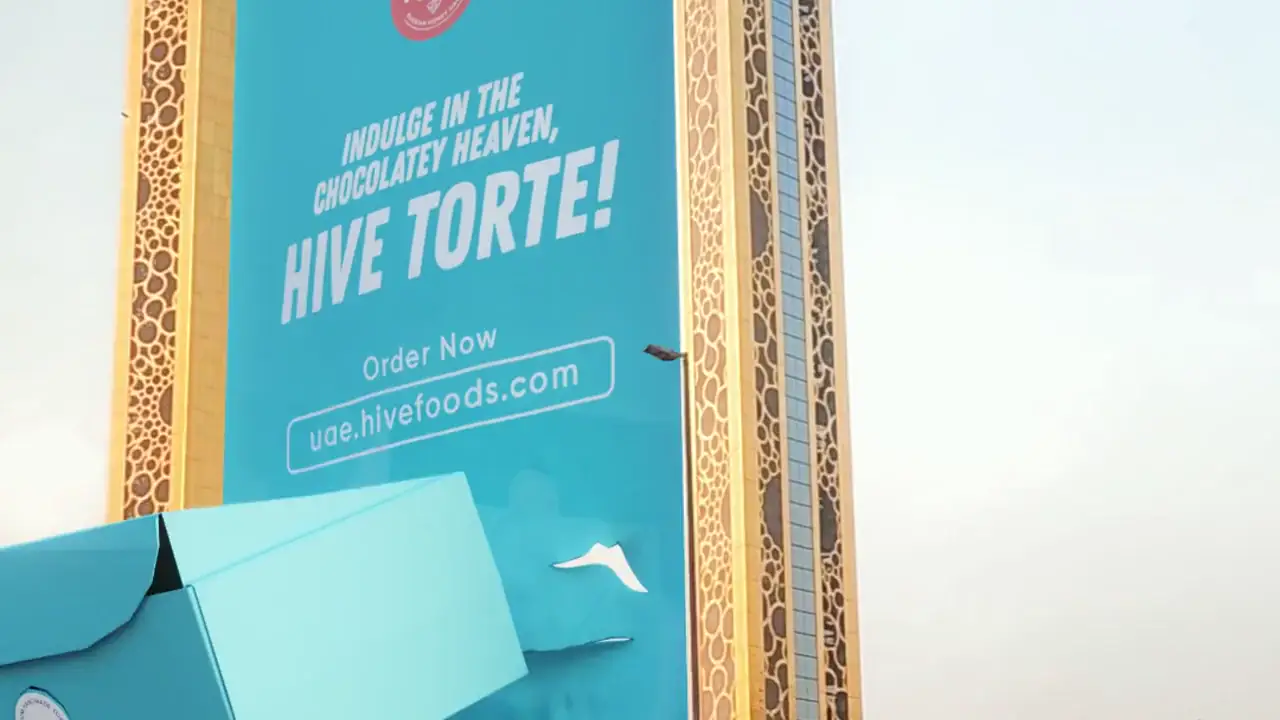 INDULGE IN THE
CHOCOLATEY HEAVEN,
HIVE TORTE!
Order Now
uae.hivefoods.com